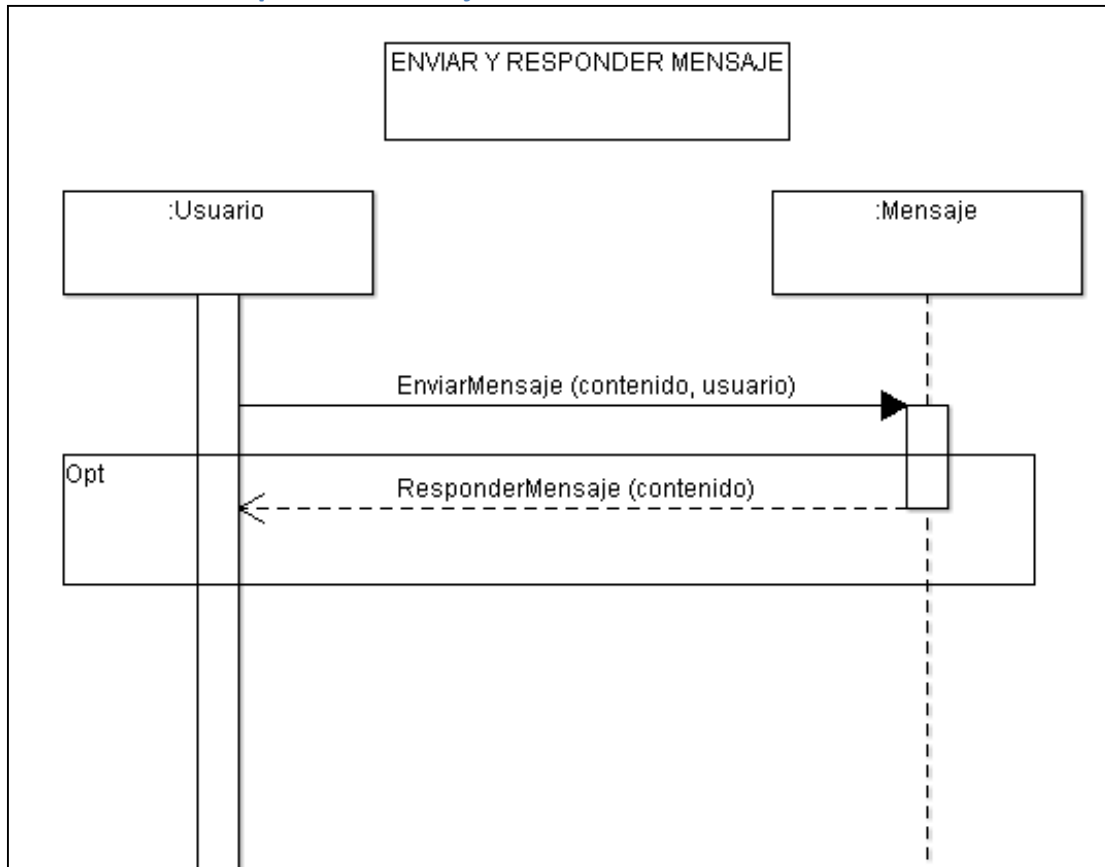 ENVIAR Y RESPONDER MENSAJE
:Usuario
:Mensaje
EnviarMensaje (contenido, usuario)
Opt
ResponderMensaje (contenido)